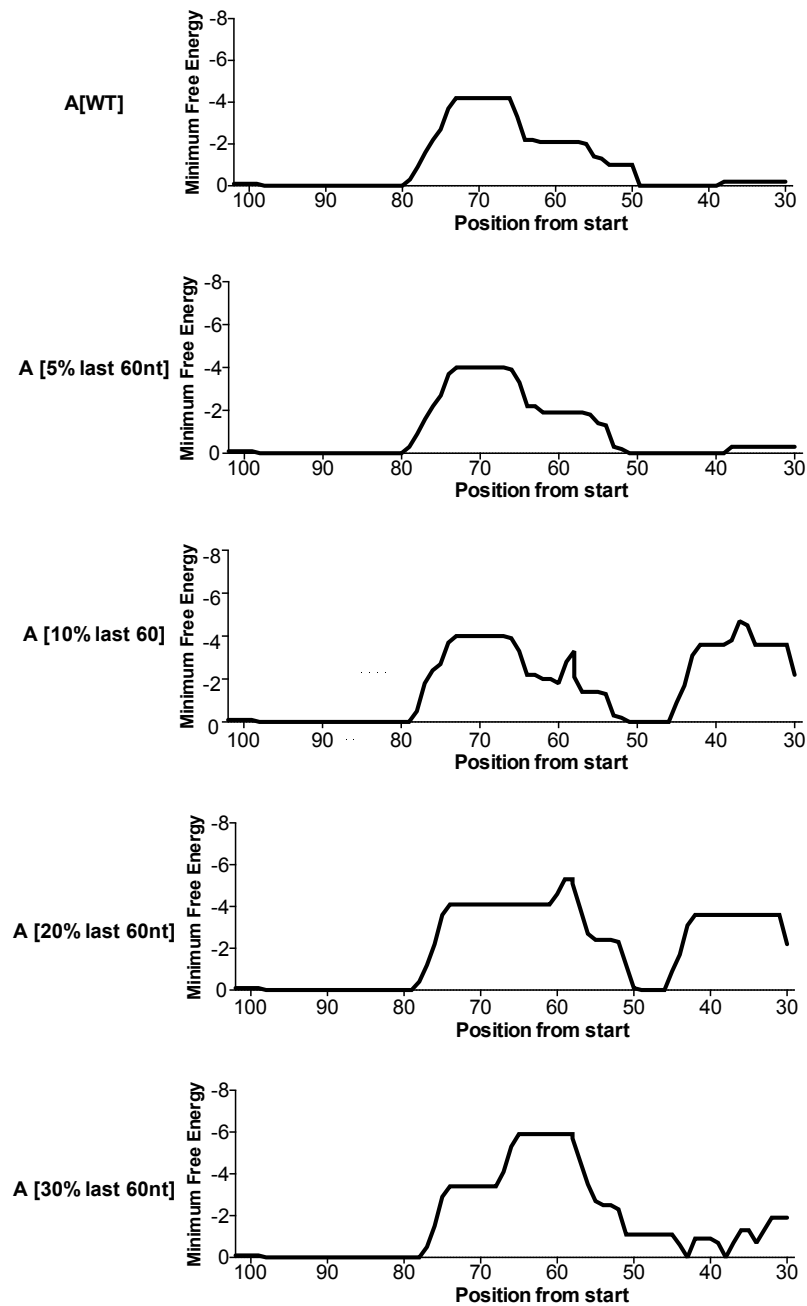 A[WT]
Minimum Free Energy
-8
-6
-4
-2
0
100 90 80 70 60 50 40 30
Position from start
A [5% last 60nt]
Minimum Free Energy
-8
-6
-4
-2
0
100 90 80 70 60 50 40 30
Position from start
A [10% last 60]
Minimum Free Energy
-8
-6
-4
-2
0
100 90 80 70 60 50 40 30
Position from start
A [20% last 60nt]
Minimum Free Energy
-8
-6
-4
-2
0
100 90 80 70 60 50 40 30
Position from start
A [30% last 60nt]
Minimum Free Energy
-8
-6
-4
-2
0
100 90 80 70 60 50 40 30
Position from start